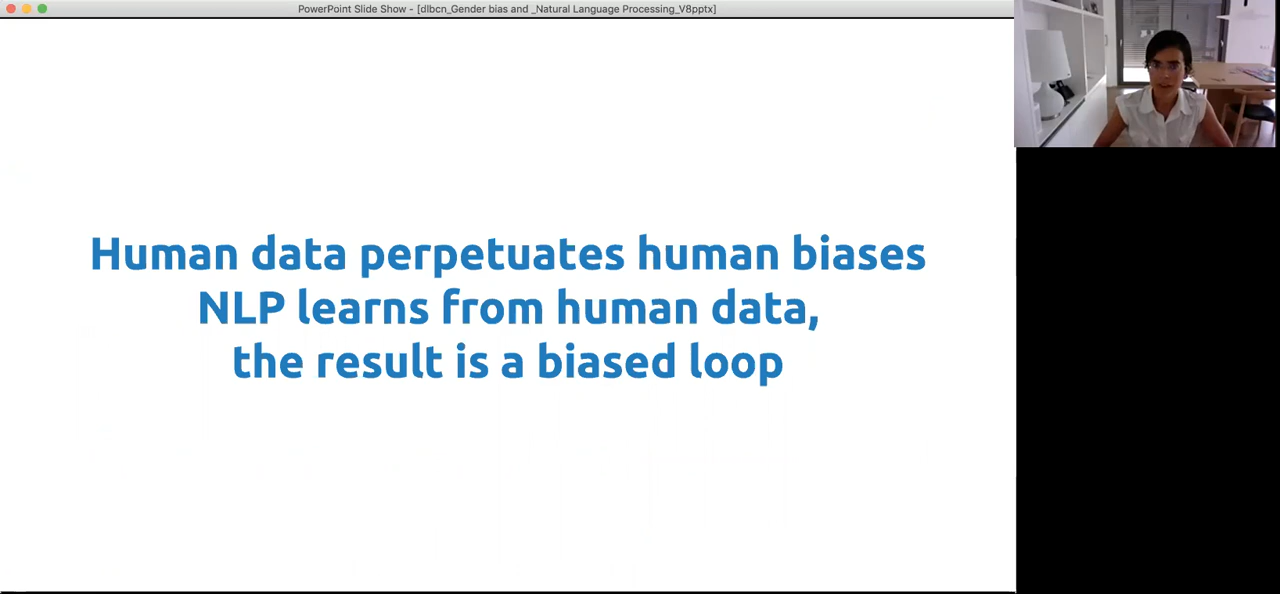 PowerPoint Slide Show - [dlbcn_Gender bias and _Natural Language Processing_V8pptx]
Human data perpetuates human biases
NLP learns from human data,
the result is a biased loop